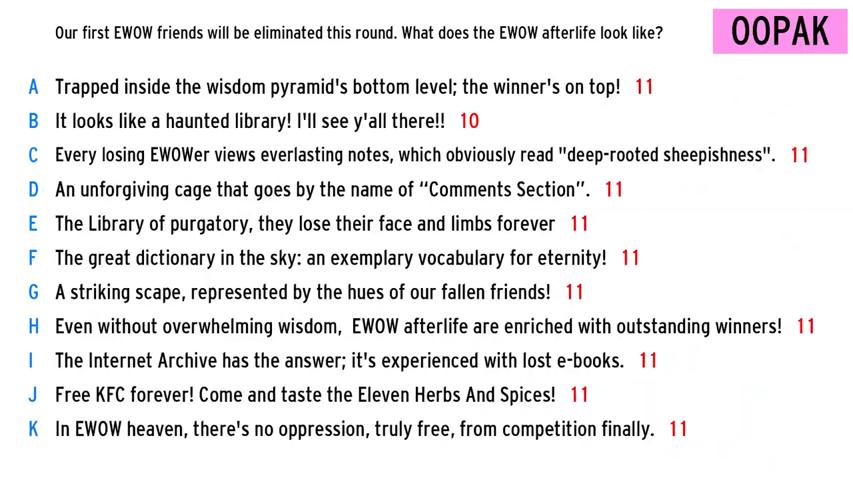 Our first EWOW friends will be eliminated this round. What does the EWOW afterlife look like?
OOPAK
A Trapped inside the wisdom pyramid's bottom level; the winner's on top! 11
B It looks like a haunted library! I'll see y'all there!! 10
C Every losing EWOWer views everlasting notes, which obviously read "deep-rooted sheepishness". 11
D An unforgiving cage that goes by the name of “Comments Section”. 11
E The Library of purgatory, they lose their face and limbs forever 11
F The great dictionary in the sky: an exemplary vocabulary for eternity! 11
G A striking scape, represented by the hues of our fallen friends! 11
H Even without overwhelming wisdom, EWOW afterlife are enriched with outstanding winners! 11
I The Internet Archive has the answer; it's experienced with lost e-books. 11
J Free KFC forever! Come and taste the Eleven Herbs And Spices! 11
K In EWOW heaven, there's no oppression, truly free, from competition finally. 11